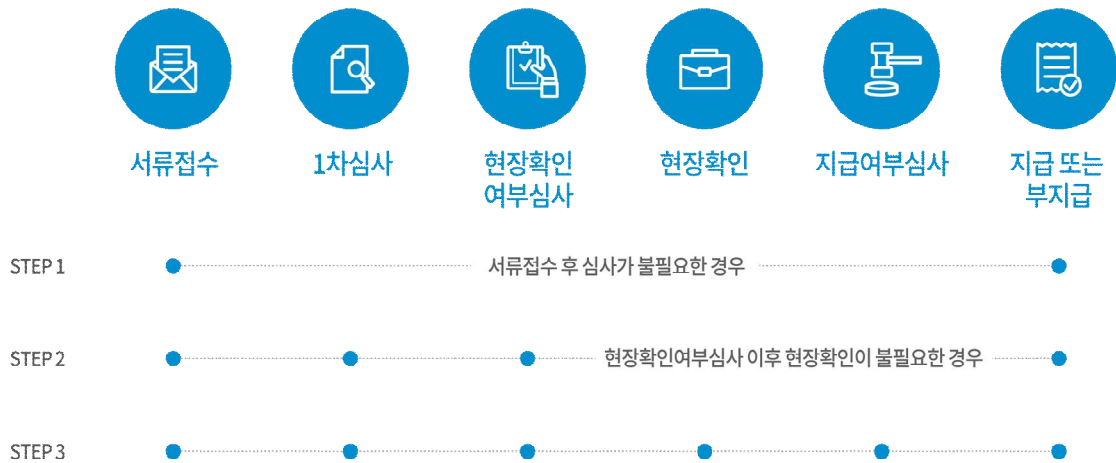 서류접수
1차심사
현장확인
여부심사
현장확인
지급여부심사
지급 또는
부지급
STEP 1
서류접수 후 심사가 불필요한 경우
STEP 2
현장확인여부심사 이후 현장확인이 불필요한 경우
STEP 3